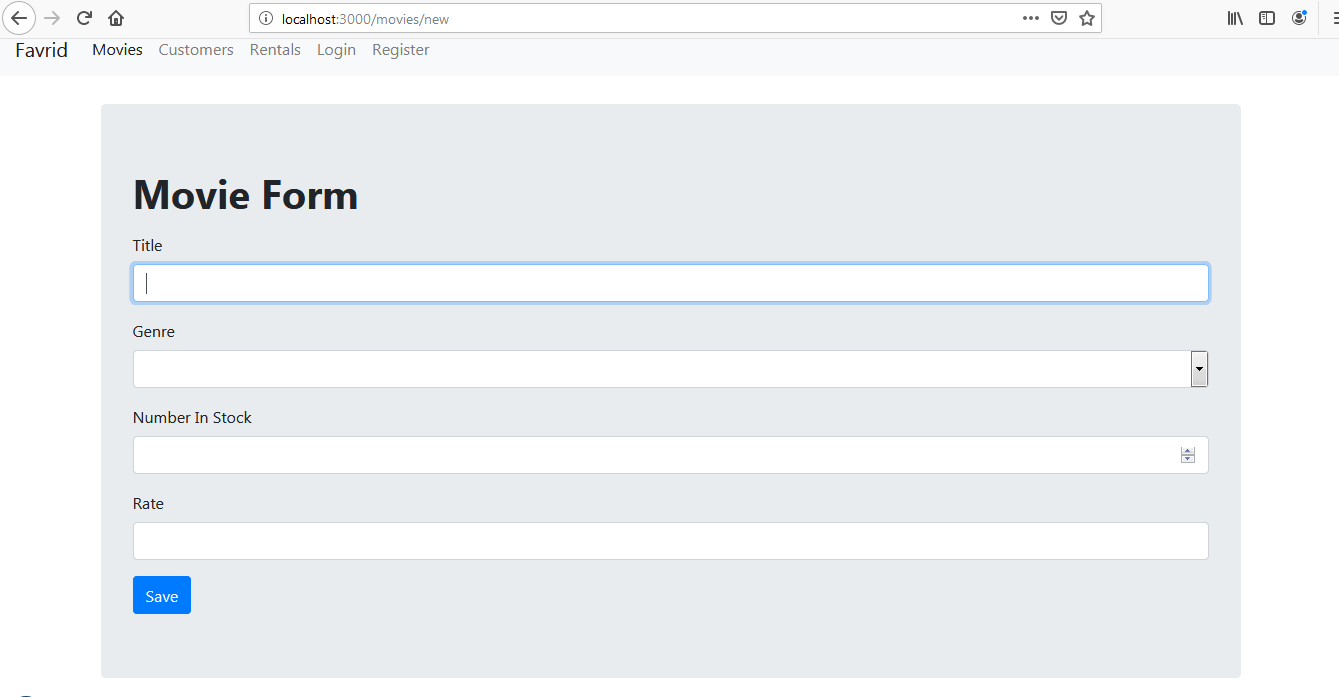 localhost:3000/movies/new
Favrid Movies Customers Rentals Login Register
Movie Form
Title
Genre
Number In Stock
Rate
Save